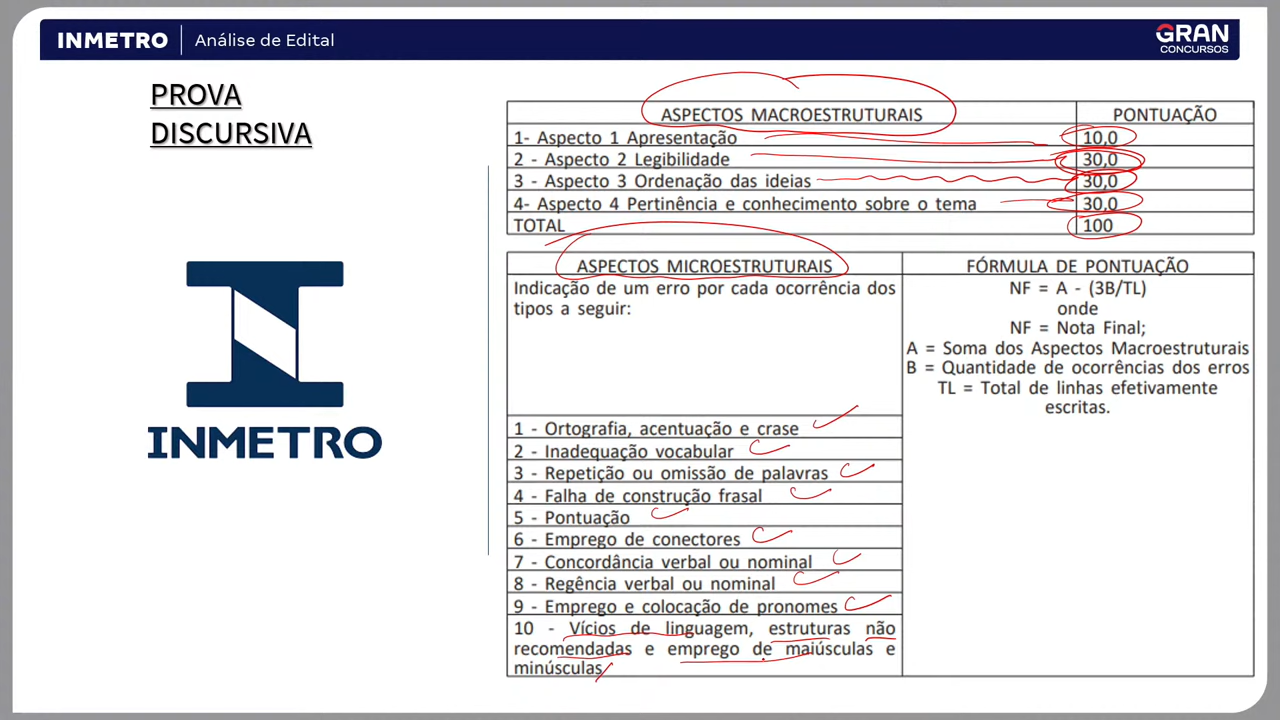 INMETRO | Análise de Edital
GRAN
CONCURSOS
PROVA
DISCURSIVA
INMETRO
ASPECTOS MACROESTRUTURAIS PONTUAÇÃO
1- Aspecto 1 Apresentação 10,0
2 - Aspecto 2 Legibilidade 30,0
3 - Aspecto 3 Ordenação das ideias 30,0
4- Aspecto 4 Pertinência e conhecimento sobre o tema 30,0
TOTAL 100
ASPECTOS MICROESTRUTURAIS FÓRMULA DE PONTUAÇÃO
Indicação de um erro por cada ocorrência dos
tipos a seguir:
1 - Ortografia, acentuação e crase
2 - Inadequação vocabular
3 - Repetição ou omissão de palavras
4 - Falha de construção frasal
5 - Pontuação
6 - Emprego de conectores
7 - Concordância verbal ou nominal
8 - Regência verbal ou nominal
9 - Emprego e colocação de pronomes
10 - Vícios de linguagem, estruturas não
recomendadas e emprego de maiúsculas e
minúsculas
NF = A - (3B/TL)
onde
NF = Nota Final;
A = Soma dos Aspectos Macroestruturais
B = Quantidade de ocorrências dos erros
TL = Total de linhas efetivamente
escritas.